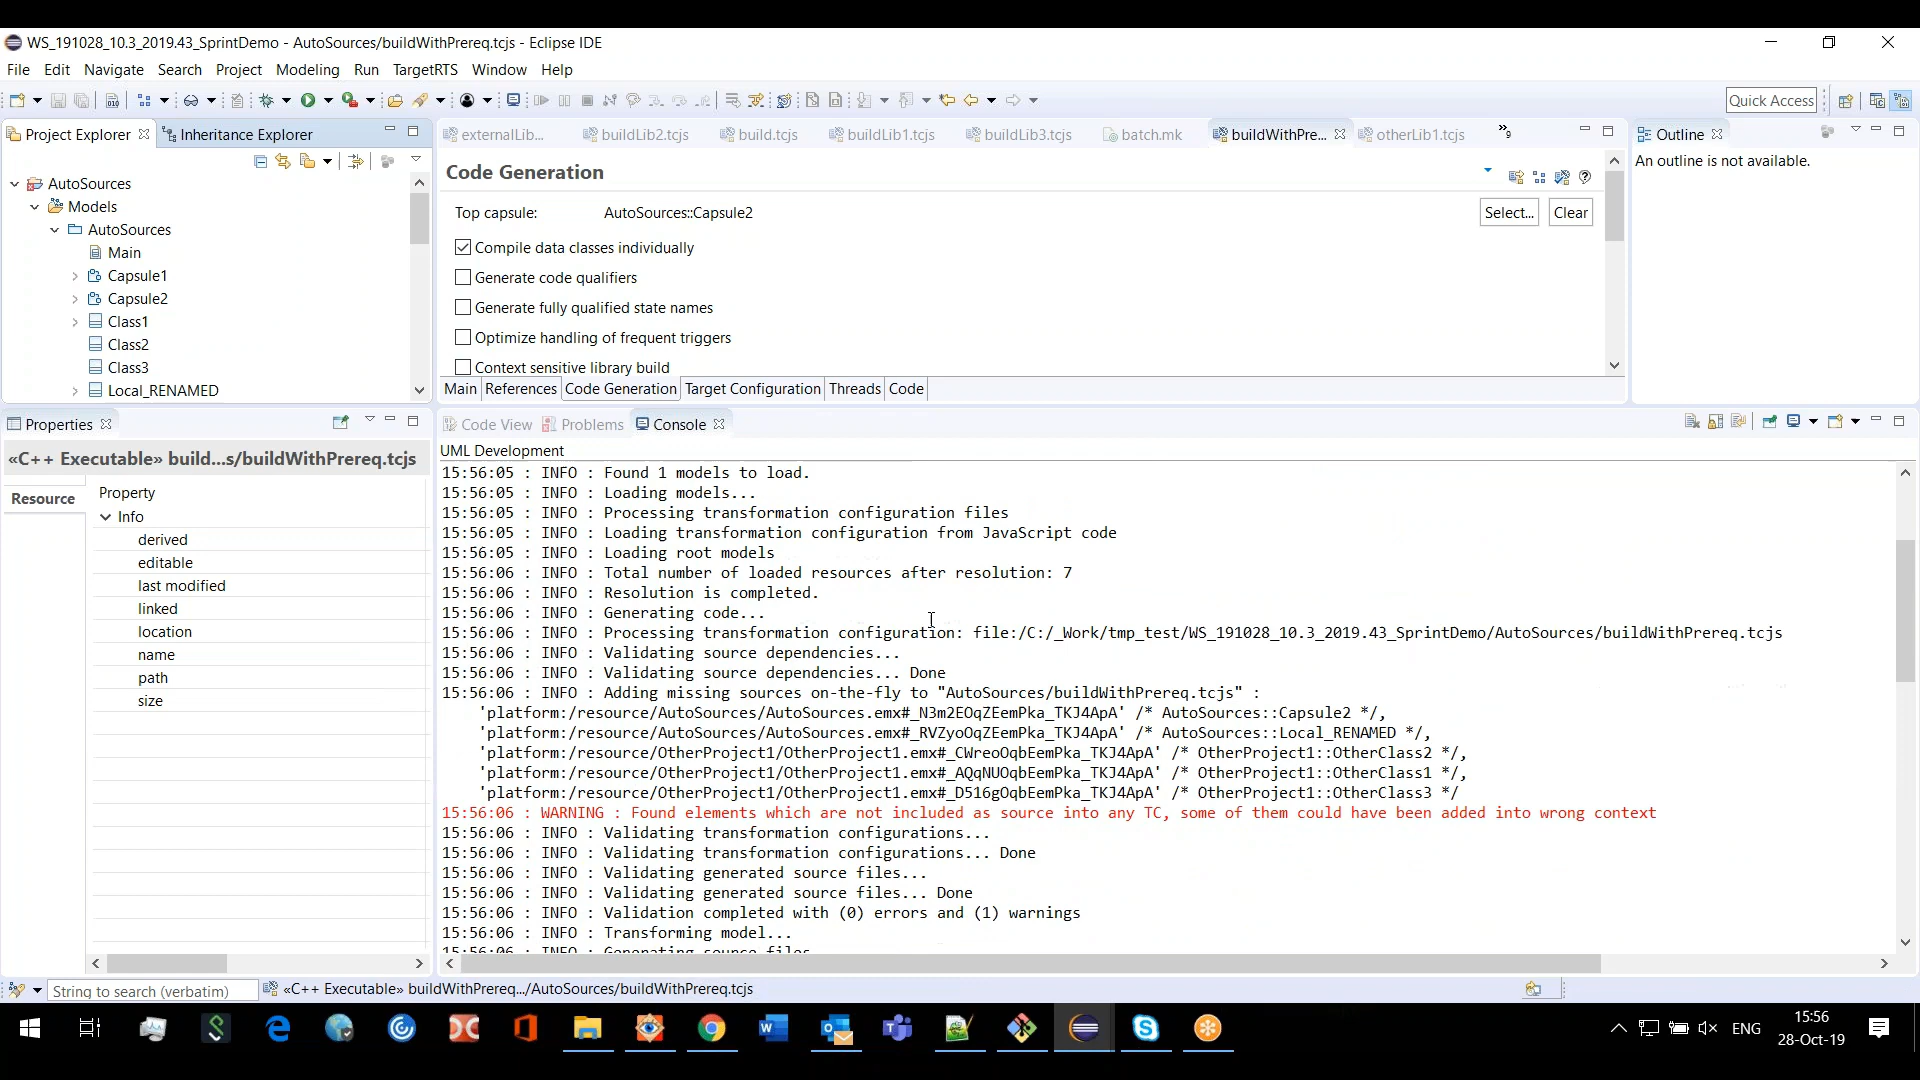 WS_191028_10.3_2019.43_SprintDemo - AutoSources/buildWithPrereq.tcjs - Eclipse IDE
File Edit Navigate Search Project Modeling Run TargetRTS Window Help
Quick Access
Project Explorer
Inheritance Explorer
AutoSources
Models
AutoSources
Main
Capsule1
Capsule2
Class1
Class2
Class3
Local_RENAMED
externalLib...
buildLib2.tcjs
build.tcjs
buildLib1.tcjs
buildLib3.tcjs
batch.mk
buildWithPre...
otherLib1.tcjs
9
Code Generation
Top capsule: AutoSources::Capsule2
Select... Clear
Compile data classes individually
Generate code qualifiers
Generate fully qualified state names
Optimize handling of frequent triggers
Context sensitive library build
Main References Code Generation Target Configuration Threads Code
Outline
An outline is not available.
Properties
«C++ Executable» build...s/buildWithPrereq.tcjs
Resource
Property
Info
derived
editable
last modified
linked
location
name
path
size
Code View Problems Console
UML Development
15:56:05 : INFO : Found 1 models to load.
15:56:05 : INFO : Loading models...
15:56:05 : INFO : Processing transformation configuration files
15:56:05 : INFO : Loading transformation configuration from JavaScript code
15:56:05 : INFO : Loading root models
15:56:06 : INFO : Total number of loaded resources after resolution: 7
15:56:06 : INFO : Resolution is completed.
15:56:06 : INFO : Generating code...
15:56:06 : INFO : Processing transformation configuration: file:/C:/_Work/tmp_test/WS_191028_10.3_2019.43_SprintDemo/AutoSources/buildWithPrereq.tcjs
15:56:06 : INFO : Validating source dependencies...
15:56:06 : INFO : Validating source dependencies... Done
15:56:06 : INFO : Adding missing sources on-the-fly to "AutoSources/buildWithPrereq.tcjs" :
'platform:/resource/AutoSources/AutoSources.emx#_N3m2EOqZEemPka_TKJ4ApA' /* AutoSources::Capsule2 */,
'platform:/resource/AutoSources/AutoSources.emx#_RVZyoOqZEemPka_TKJ4ApA' /* AutoSources::Local_RENAMED */,
'platform:/resource/OtherProject1/OtherProject1.emx#_CWreoOqbEemPka_TKJ4ApA' /* OtherProject1::OtherClass2 */,
'platform:/resource/OtherProject1/OtherProject1.emx#_AQqNUOqbEemPka_TKJ4ApA' /* OtherProject1::OtherClass1 */,
'platform:/resource/OtherProject1/OtherProject1.emx#_D516gOqbEemPka_TKJ4ApA' /* OtherProject1::OtherClass3 */
15:56:06 : WARNING : Found elements which are not included as source into any TC, some of them could have been added into wrong context
15:56:06 : INFO : Validating transformation configurations...
15:56:06 : INFO : Validating transformation configurations... Done
15:56:06 : INFO : Validating generated source files...
15:56:06 : INFO : Validating generated source files... Done
15:56:06 : INFO : Validation completed with (0) errors and (1) warnings
15:56:06 : INFO : Transforming model...
15:56:06 : INFO : Generating source files
String to search (verbatim)
«C++ Executable» buildWithPrereq.../AutoSources/buildWithPrereq.tcjs
ENG
15:56
28-Oct-19